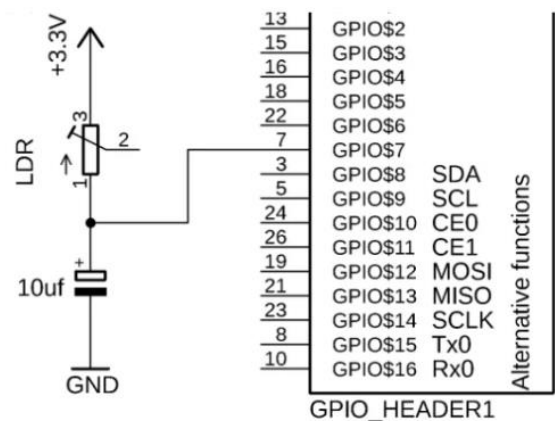 +3.3V
3
2
LDR
1
+
10uf
GND
13 GPIO$2
15 GPIO$3
16 GPIO$4
18 GPIO$5
22 GPIO$6
7 GPIO$7
3 GPIO$8 SDA
5 GPIO$9 SCL
24 GPIO$10 CE0
26 GPIO$11 CE1
19 GPIO$12 MOSI
21 GPIO$13 MISO
23 GPIO$14 SCLK
8 GPIO$15 Tx0
10 GPIO$16 Rx0
Alternative functions
GPIO_HEADER1